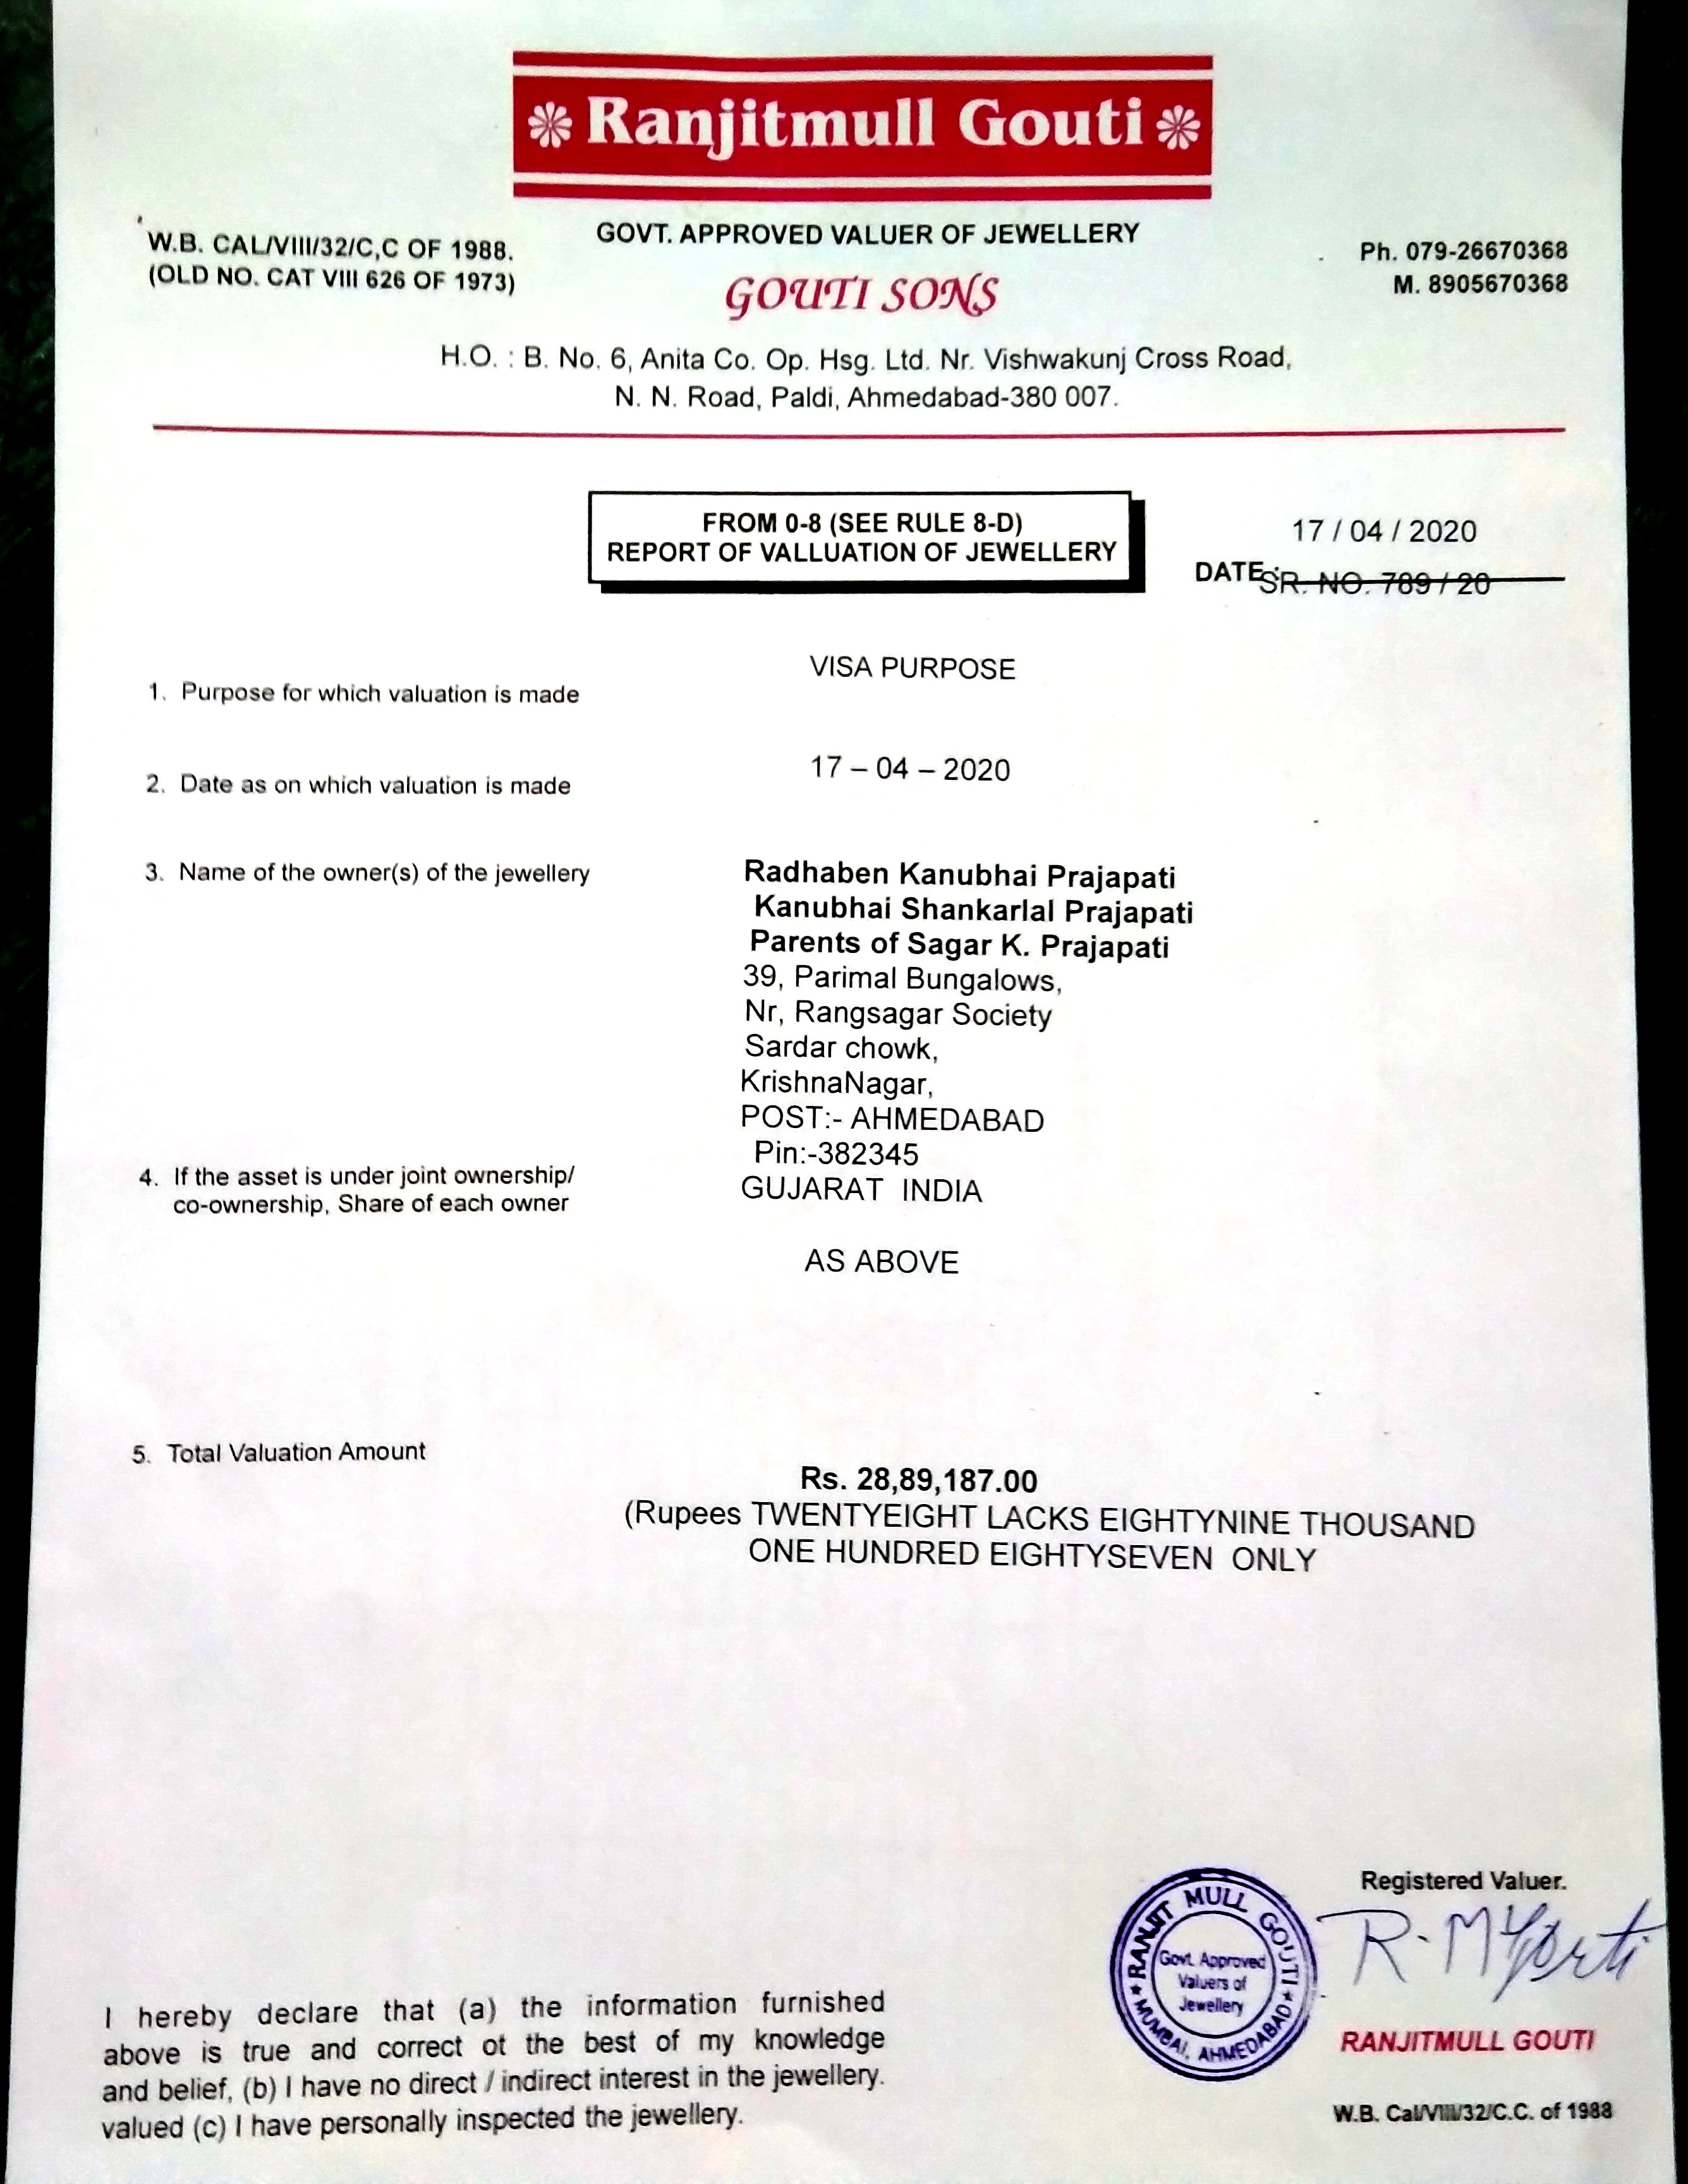 ❊ Ranjitmull Gouti ❊
GOVT. APPROVED VALUER OF JEWELLERY
W.B. CAL/VIII/32/C,C OF 1988.
(OLD NO. CAT VIII 626 OF 1973)
GOUTI SONS
Ph. 079-26670368
M. 8905670368
H.O. : B. No. 6, Anita Co. Op. Hsg. Ltd. Nr. Vishwakunj Cross Road,
N. N. Road, Paldi, Ahmedabad-380 007.
FROM 0-8 (SEE RULE 8-D)
REPORT OF VALLUATION OF JEWELLERY
17 / 04 / 2020
DATE:
SR. NO. 789 / 20
1. Purpose for which valuation is made
VISA PURPOSE
2. Date as on which valuation is made
17 – 04 – 2020
3. Name of the owner(s) of the jewellery
Radhaben Kanubhai Prajapati
Kanubhai Shankarlal Prajapati
Parents of Sagar K. Prajapati
39, Parimal Bungalows,
Nr, Rangsagar Society
Sardar chowk,
KrishnaNagar,
POST:- AHMEDABAD
Pin:-382345
GUJARAT INDIA
4. If the asset is under joint ownership/
co-ownership, Share of each owner
AS ABOVE
5. Total Valuation Amount
Rs. 28,89,187.00
(Rupees TWENTYEIGHT LACKS EIGHTYNINE THOUSAND
ONE HUNDRED EIGHTYSEVEN ONLY
I hereby declare that (a) the information furnished
above is true and correct ot the best of my knowledge
and belief, (b) I have no direct / indirect interest in the jewellery.
valued (c) I have personally inspected the jewellery.
RANJIT MULL GOUTI
MUMBAI, AHMEDABAD
Govt. Approved
Valuers of
Jewellery
Registered Valuer.
R. M Gouti
RANJITMULL GOUTI
W.B. Cal/VIII/32/C.C. of 1988